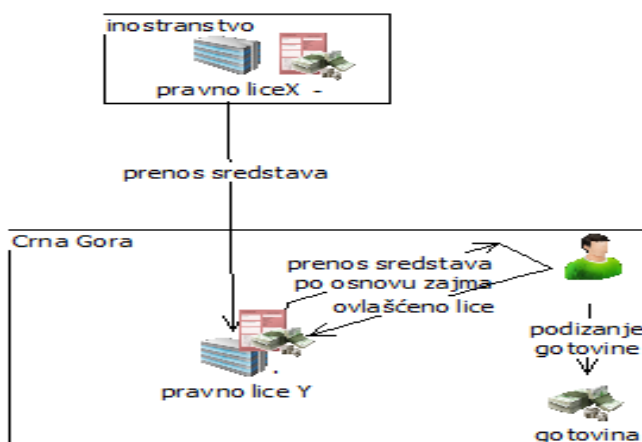 inostranstvo
pravno liceX -
prenos sredstava
Crna Gora
prenos sredstava
po osnovu zajma
ovlašćeno lice
podizanje
gotovine
pravno lice Y
gotovina